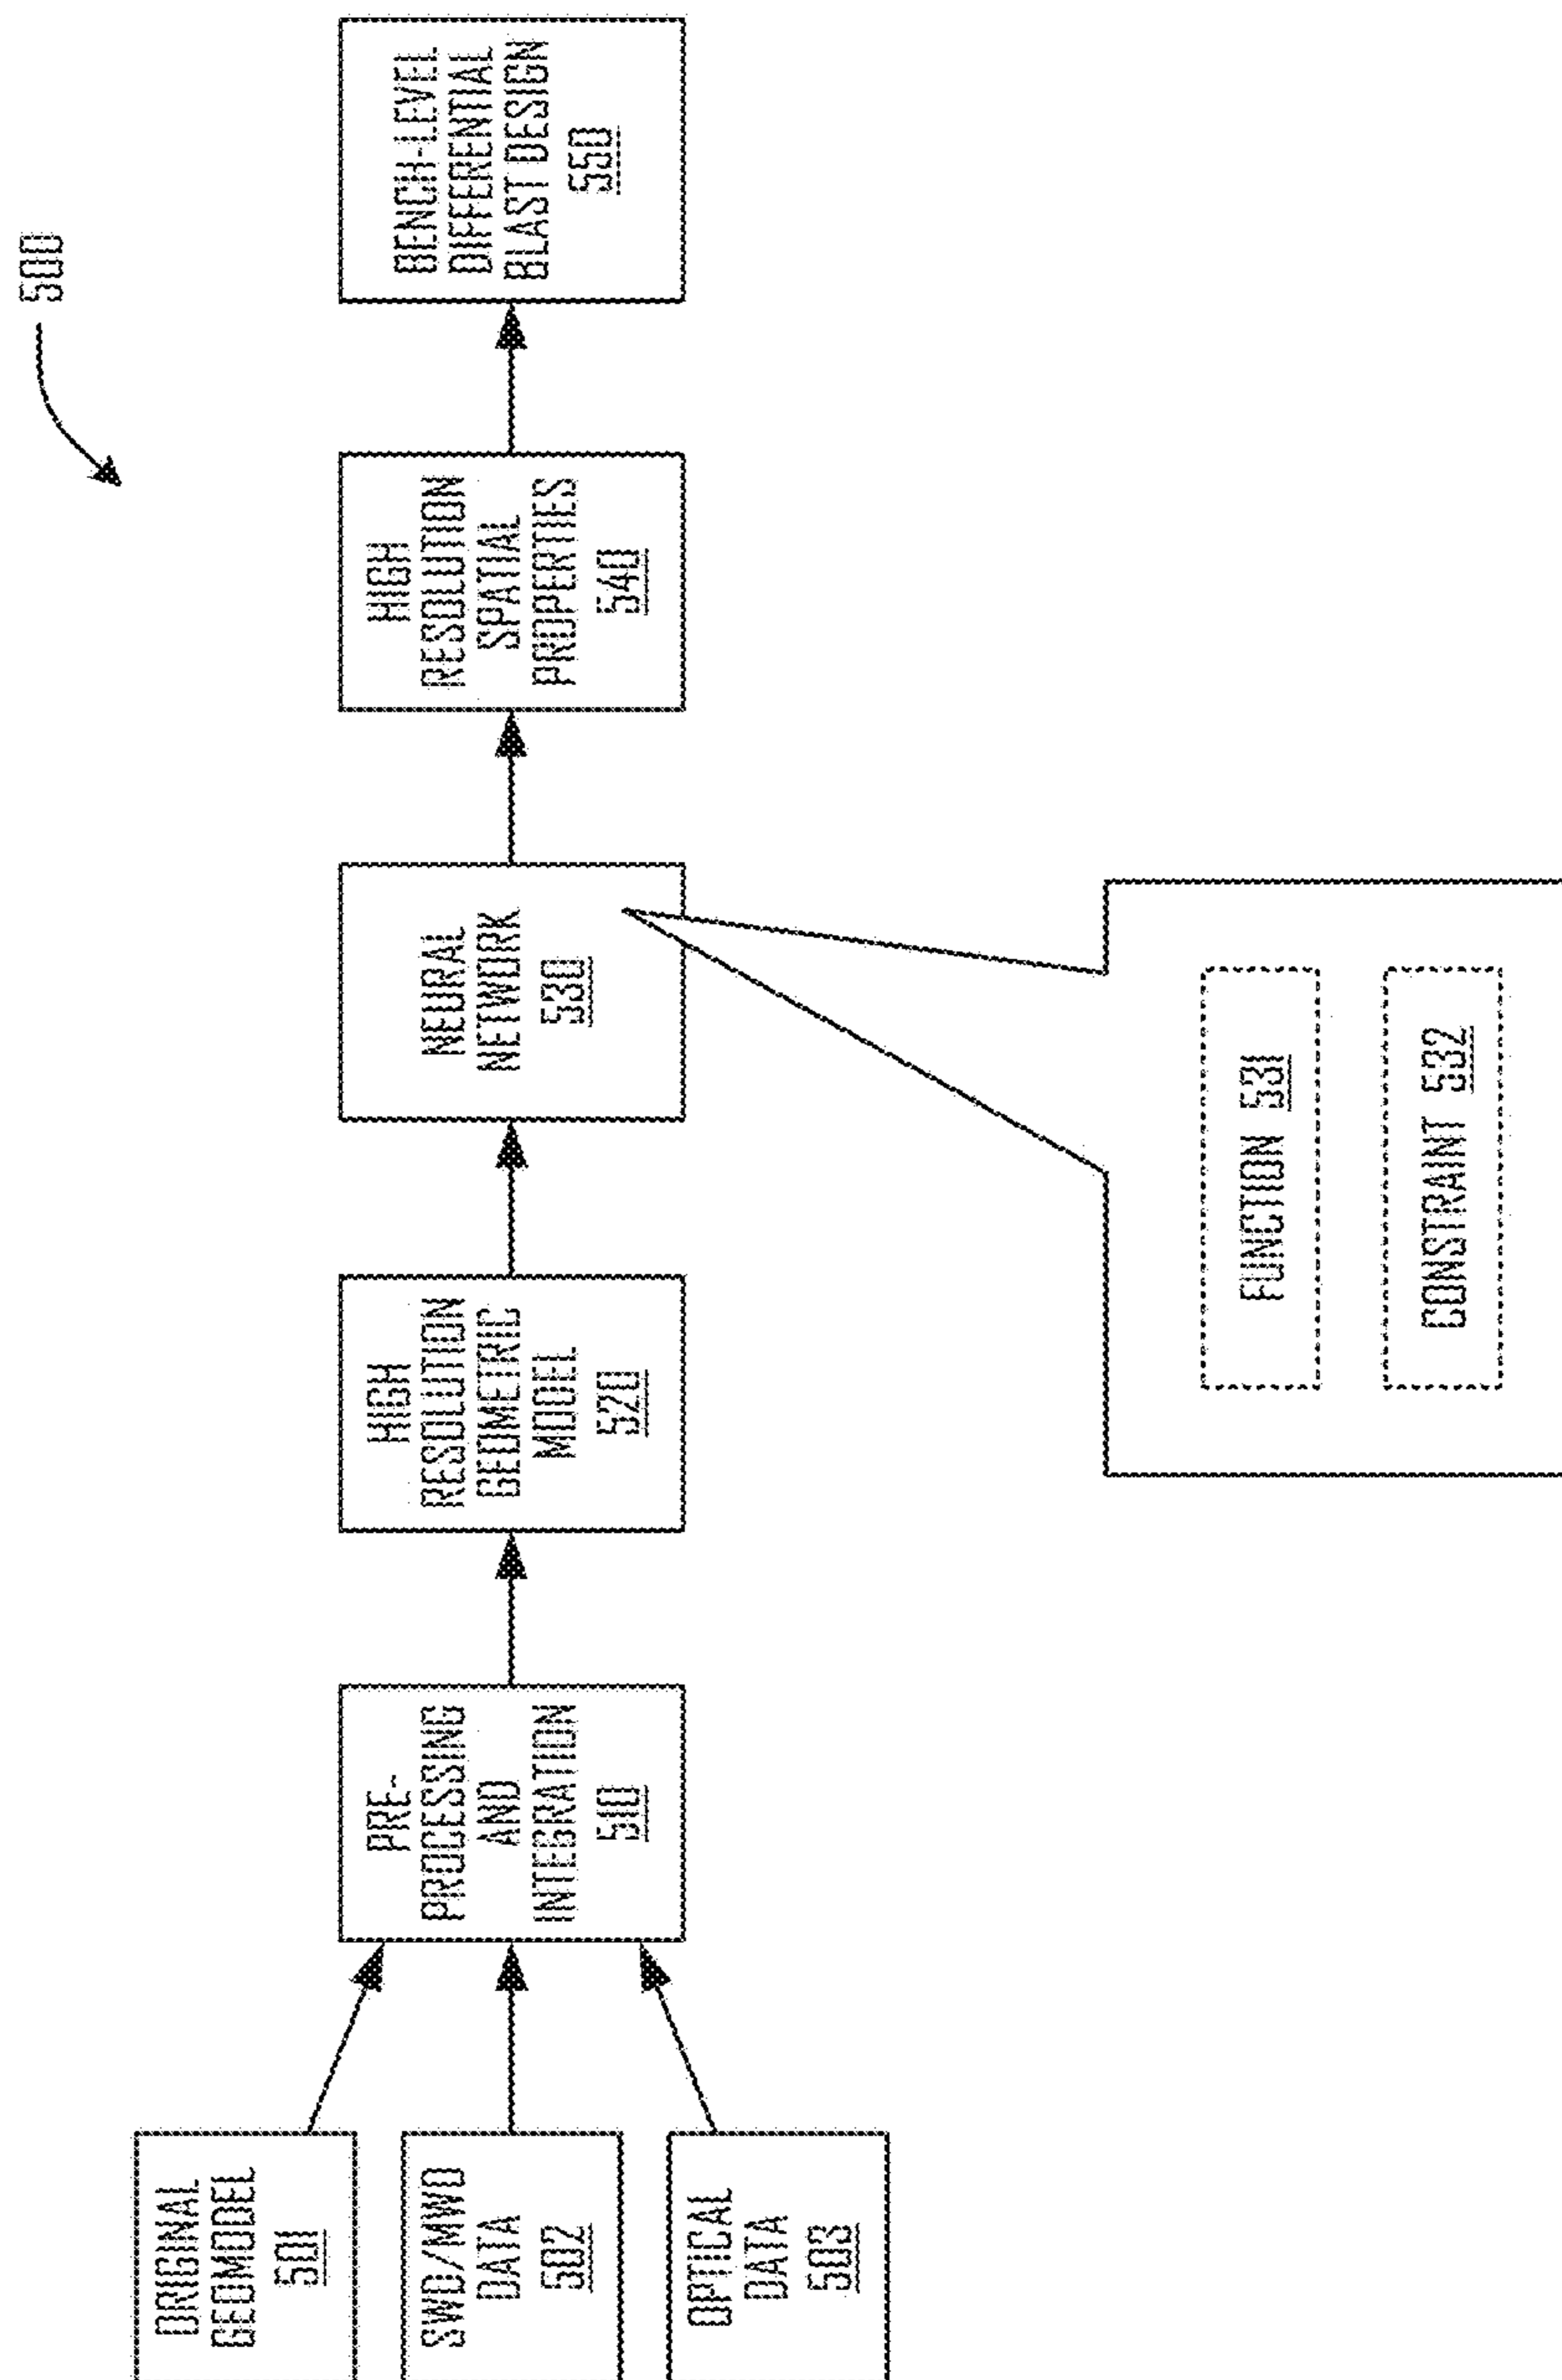 500
ORIGINAL
GEOMODEL
501
SWD/MWD
DATA
502
OPTICAL
DATA
503
PRE-
PROCESSING
AND
INTEGRATION
510
HIGH
RESOLUTION
GEOMETRIC
MODEL
520
NEURAL
NETWORK
530
HIGH
RESOLUTION
SPATIAL
PROPERTIES
540
BENCH-LEVEL
DIFFERENTIAL
BLAST DESIGN
550
FUNCTION 531
CONSTRAINT 532